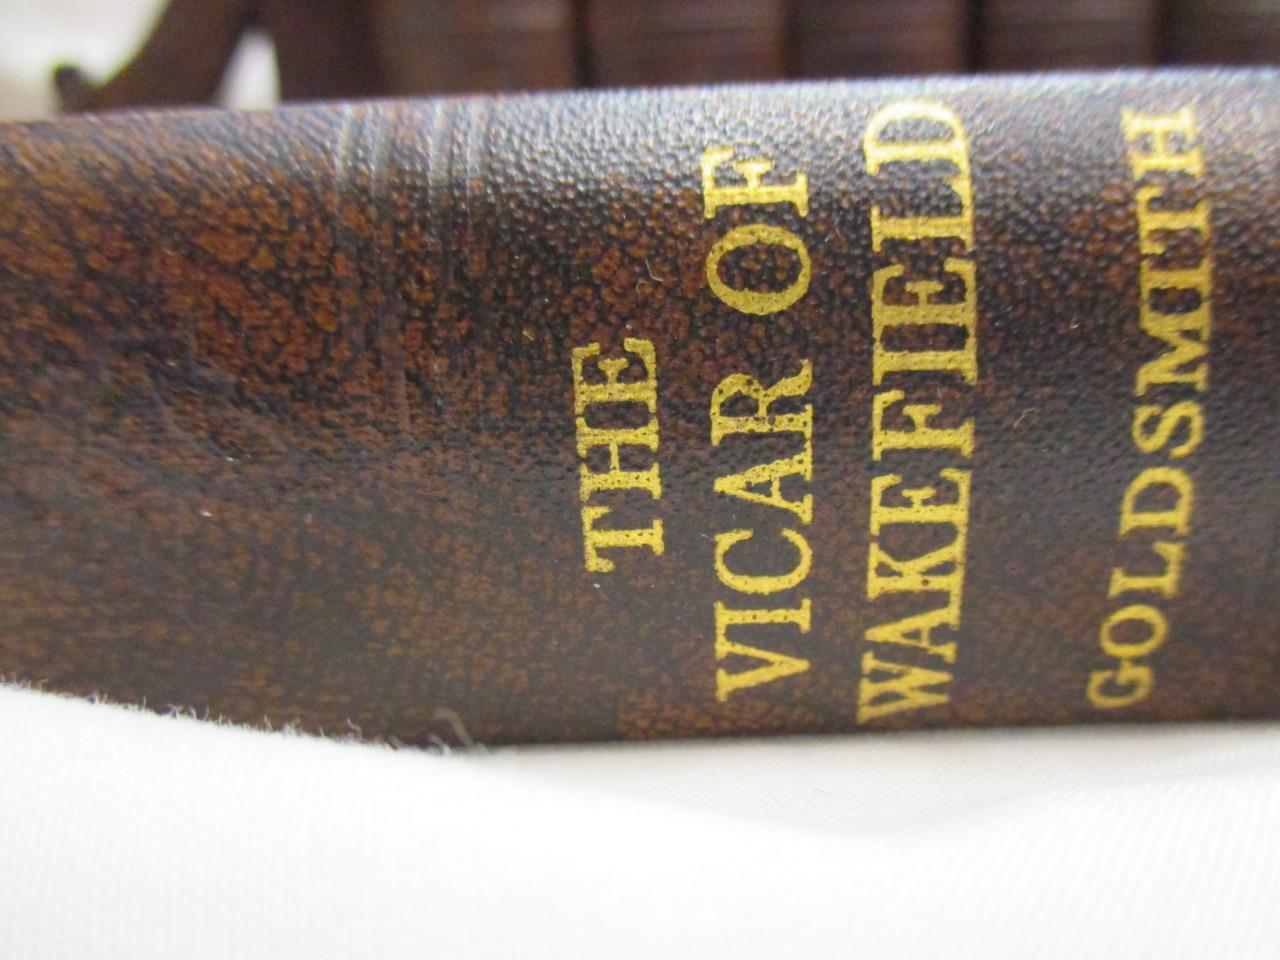 THE
VICAR OF
WAKEFIELD
GOLDSMITH